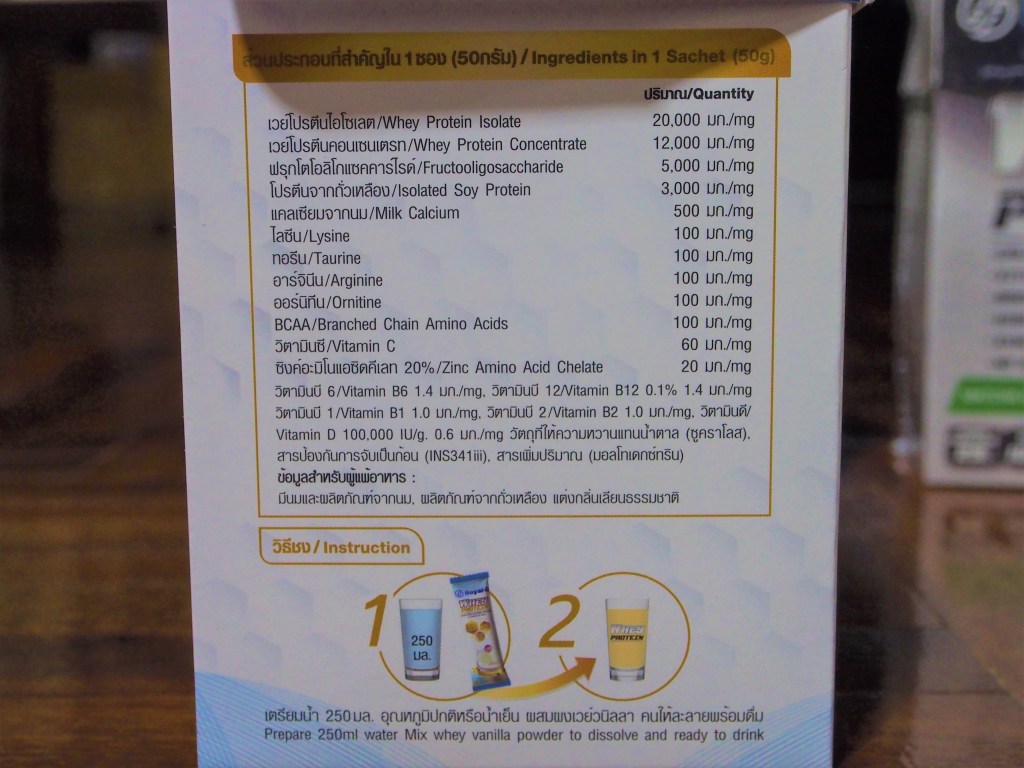 ส่วนประกอบที่สำคัญใน 1 ซอง (50กรัม) / Ingredients in 1 Sachet (50g)
ปริมาณ/Quantity
เวย์โปรตีนไอโซเลต/Whey Protein Isolate 20,000 มก./mg
เวย์โปรตีนคอนเซนเตรท/Whey Protein Concentrate 12,000 มก./mg
ฟรุกโตโอลิโกแซคคาร์ไรด์/Fructooligosaccharide 5,000 มก./mg
โปรตีนจากถั่วเหลือง/Isolated Soy Protein 3,000 มก./mg
แคลเซียมจากนม/Milk Calcium 500 มก./mg
ไลซีน/Lysine 100 มก./mg
ทอรีน/Taurine 100 มก./mg
อาร์จินีน/Arginine 100 มก./mg
ออร์นิทีน/Ornitine 100 มก./mg
BCAA/Branched Chain Amino Acids 100 มก./mg
วิตามินซี/Vitamin C 60 มก./mg
ซิงค์อะมิโนแอซิดคีเลท 20%/Zinc Amino Acid Chelate 20 มก./mg
วิตามินบี 6/Vitamin B6 1.4 มก./mg, วิตามินบี 12/Vitamin B12 0.1% 1.4 มก./mg
วิตามินบี 1/Vitamin B1 1.0 มก./mg, วิตามินบี 2/Vitamin B2 1.0 มก./mg, วิตามินดี/
Vitamin D 100,000 IU/g. 0.6 มก./mg วัตถุที่ให้ความหวานแทนน้ำตาล (ซูคราโลส),
สารป้องกันการจับเป็นก้อน (INS341iii), สารเพิ่มปริมาณ (มอลโทเดกซ์ทริน)
ข้อมูลสำหรับผู้แพ้อาหาร :
มีนมและผลิตภัณฑ์จากนม, ผลิตภัณฑ์จากถั่วเหลือง แต่งกลิ่นเลียนธรรมชาติ
วิธีชง / Instruction
1
250
มล.
Royal
WHEY
PROTEIN
2
WHEY
PROTEIN
เตรียมน้ำ 250 มล. อุณหภูมิปกติหรือน้ำเย็น ผสมผงเวย์วนิลลา คนให้ละลายพร้อมดื่ม
Prepare 250ml water Mix whey vanilla powder to dissolve and ready to drink